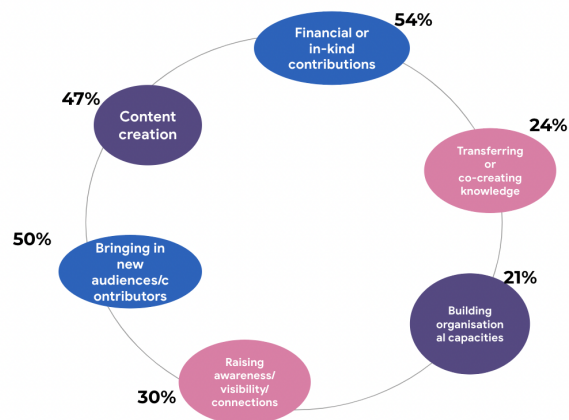 54%
Financial or
in-kind
contributions
24%
Transferring
or
co-creating
knowledge
21%
Building
organisation
al capacities
Raising
awareness/
visibility/
connections
30%
50%
Bringing in
new
audiences/c
ontributors
47%
Content
creation